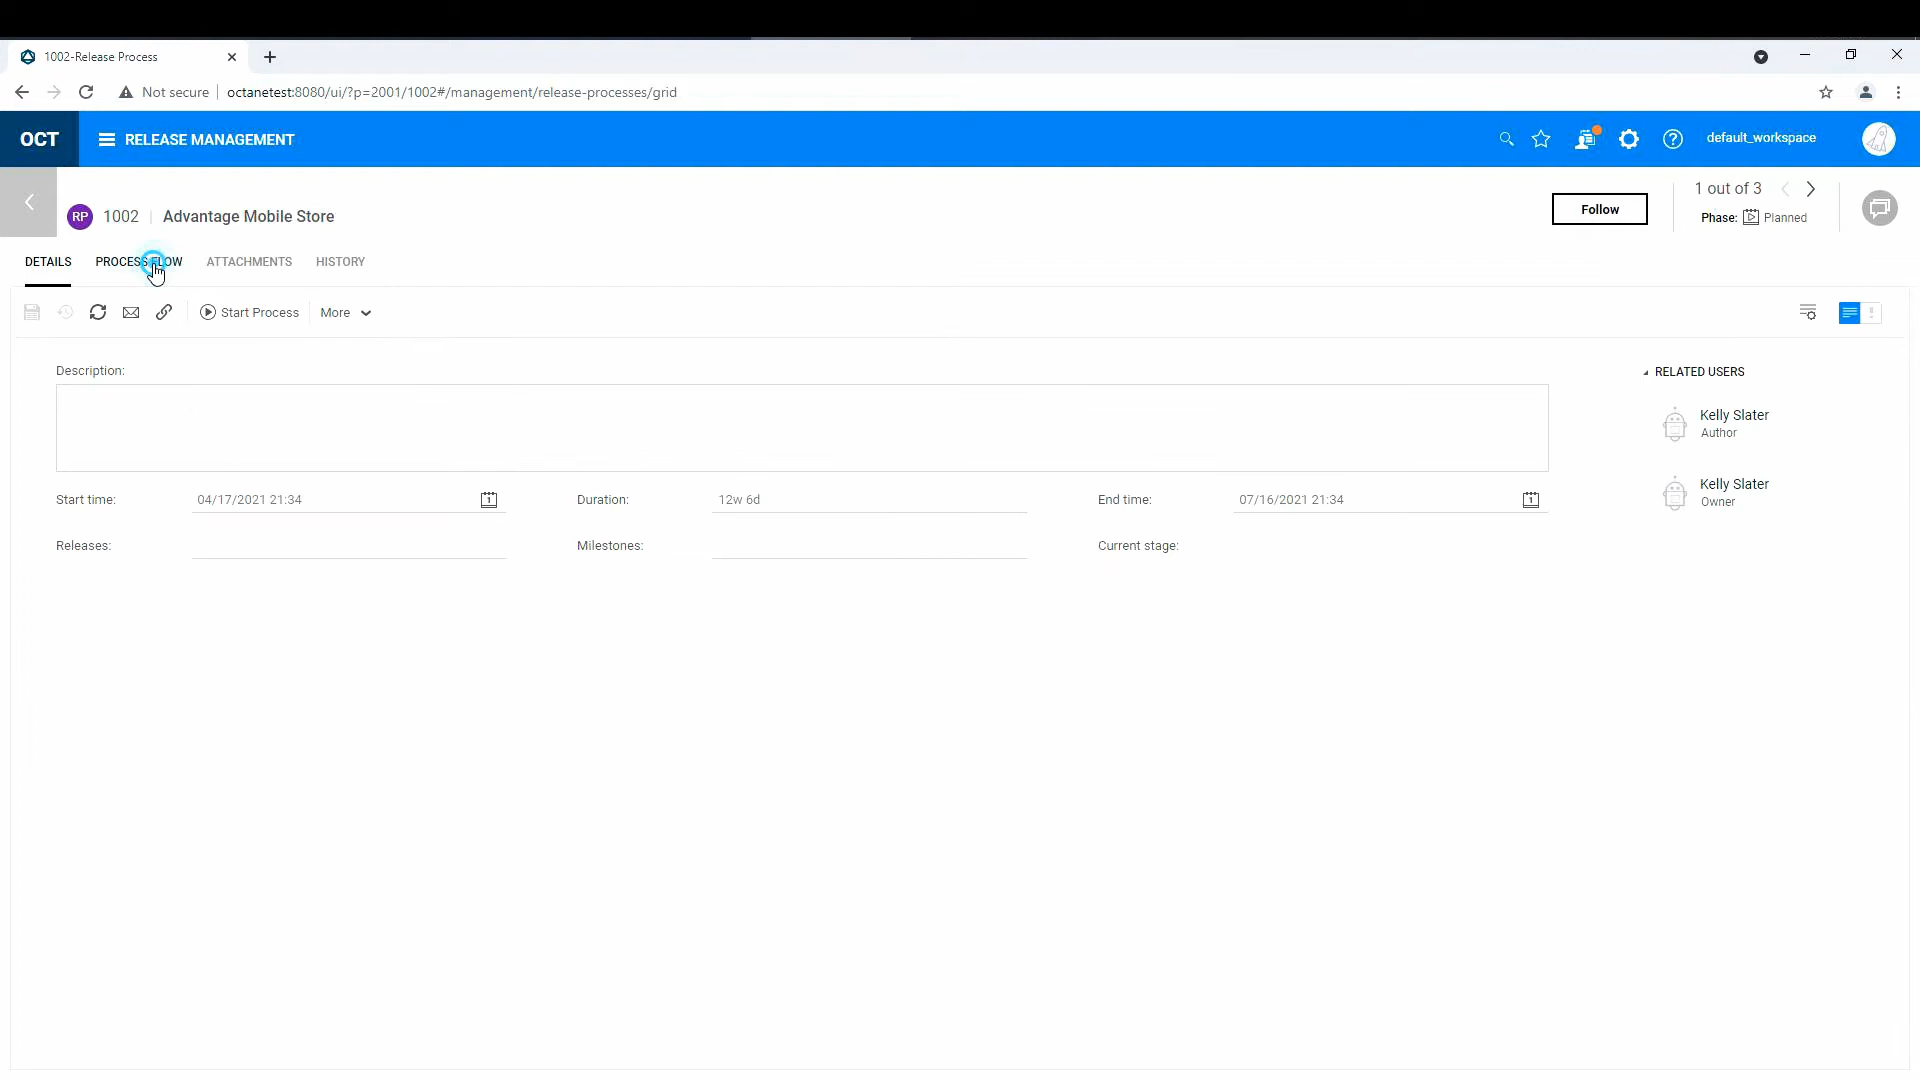 1002-Release Process
Not secure octanetest:8080/ui/?p=2001/1002#/management/release-processes/grid
OCT RELEASE MANAGEMENT default_workspace
1 out of 3
RP 1002 Advantage Mobile Store Follow Phase: Planned
DETAILS PROCESS FLOW ATTACHMENTS HISTORY
Start Process More
Description: RELATED USERS
Kelly Slater
Author
Kelly Slater
Owner
Start time: 04/17/2021 21:34 Duration: 12w 6d End time: 07/16/2021 21:34
Releases: Milestones: Current stage: